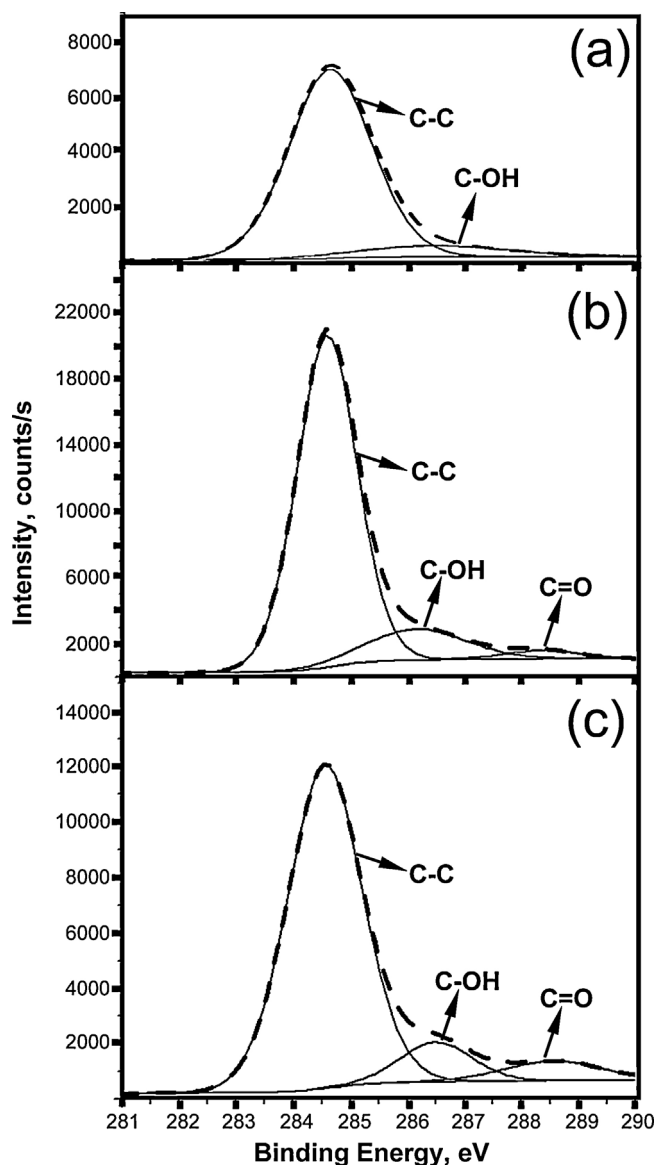 (a)
8000
6000
4000
2000
C-C
C-OH
(b)
22000
18000
14000
10000
6000
2000
C-C
C-OH
C=O
Intensity, counts/s
(c)
14000
12000
10000
8000
6000
4000
2000
C-C
C-OH
C=O
281 282 283 284 285 286 287 288 289 290
Binding Energy, eV